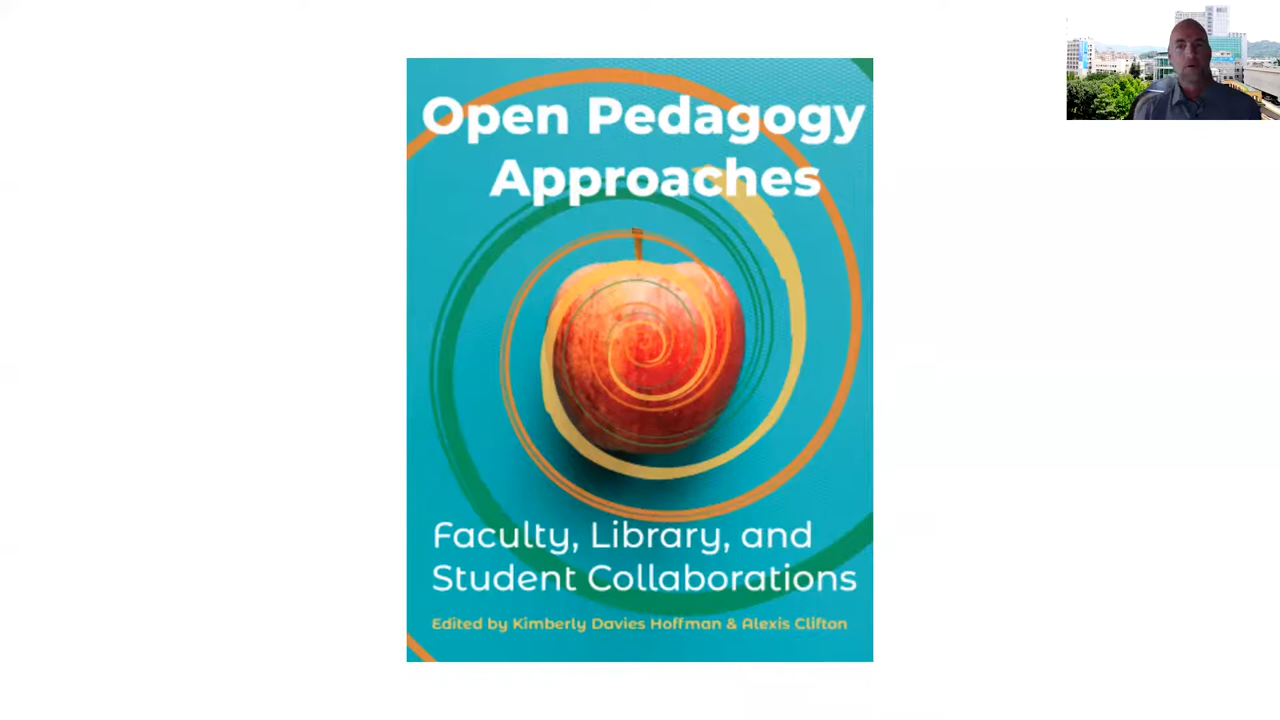 Open Pedagogy
Approaches
Faculty, Library, and
Student Collaborations
Edited by Kimberly Davies Hoffman & Alexis Clifton